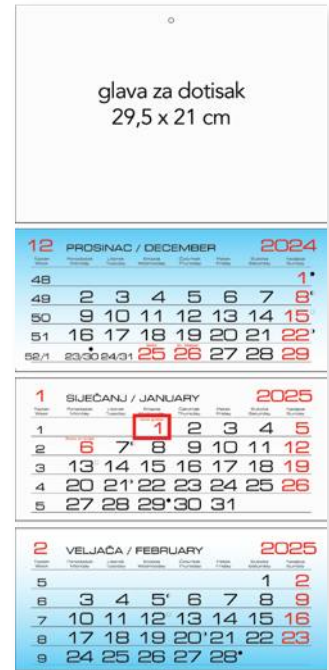 glava za dotisak
29,5 x 21 cm
12 PROSINAC / DECEMBER 2024
48 1
49 2 3 4 5 6 7 8
50 9 10 11 12 13 14 15
51 16 17 18 19 20 21 22
52/1 23/30 24/31 25 26 27 28 29
1 SIJEČANJ / JANUARY 2025
1 1 2 3 4 5
2 6 7 8 9 10 11 12
3 13 14 15 16 17 18 19
4 20 21 22 23 24 25 26
5 27 28 29 30 31
2 VELJAČA / FEBRUARY 2025
5 1 2
6 3 4 5 6 7 8 9
7 10 11 12 13 14 15 16
8 17 18 19 20 21 22 23
9 24 25 26 27 28